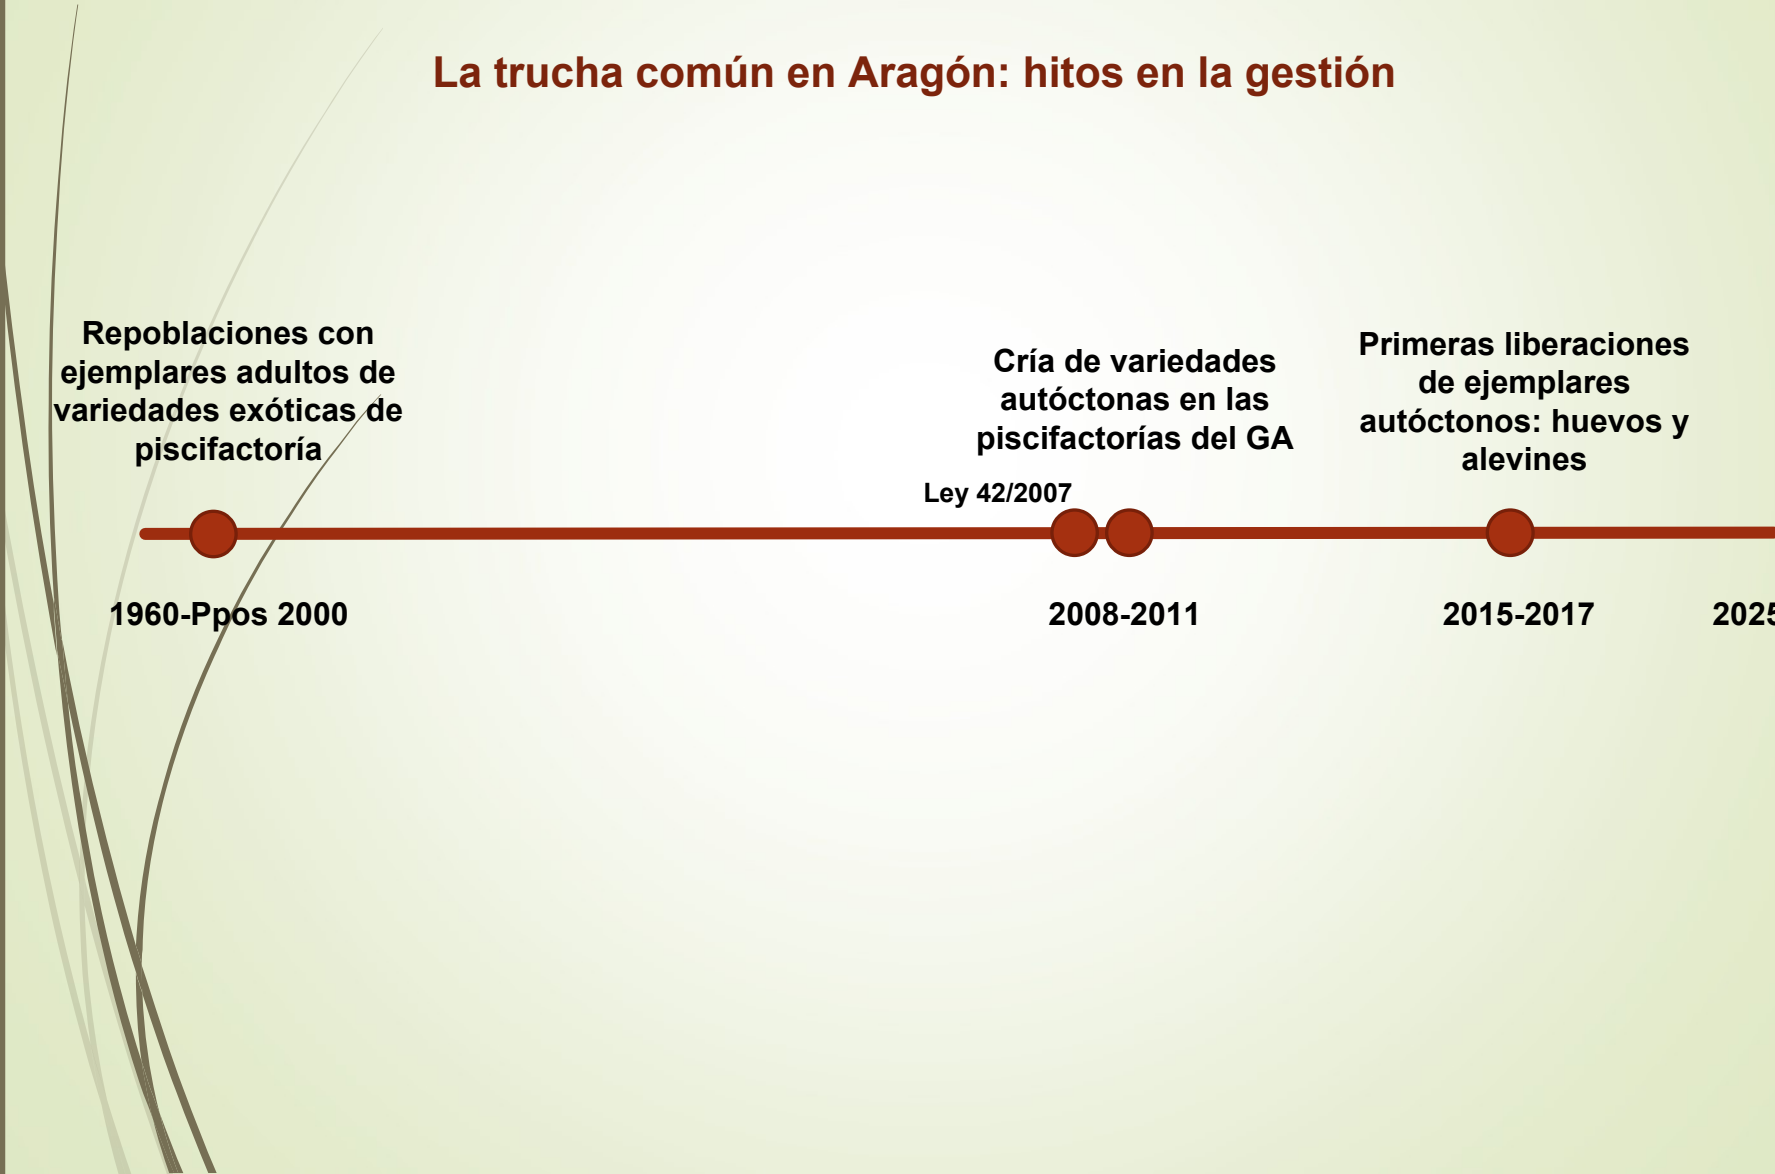 La trucha común en Aragón: hitos en la gestión
Repoblaciones con
ejemplares adultos de
variedades exóticas de
piscifactoría
Cría de variedades
autóctonas en las
piscifactorías del GA
Primeras liberaciones
de ejemplares
autóctonos: huevos y
alevines
Ley 42/2007
1960-Ppos 2000
2008-2011
2015-2017
2025